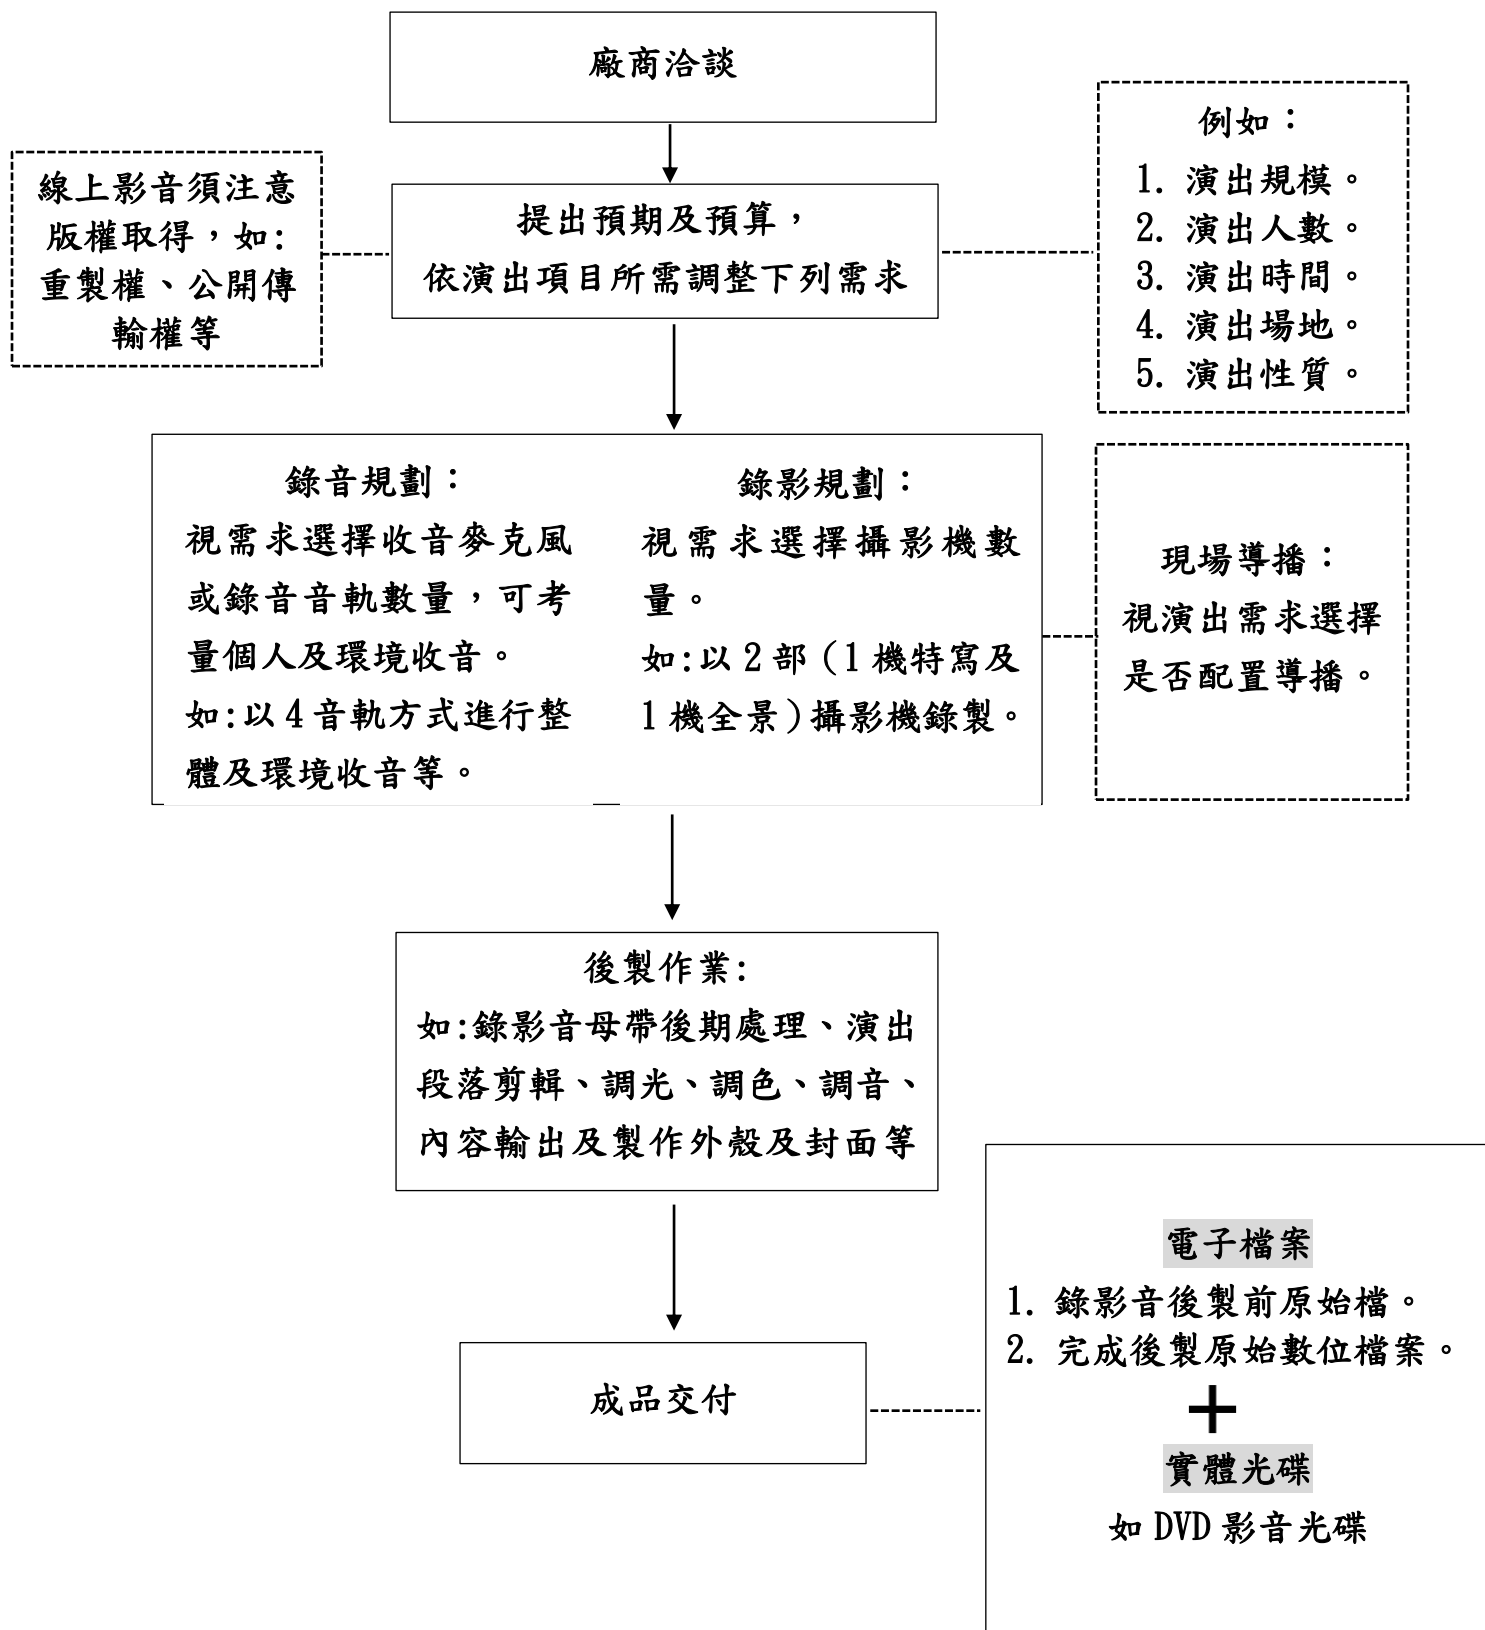 廠商洽談
線上影音須注意
版權取得，如:
重製權、公開傳
輸權等
提出預期及預算，
依演出項目所需調整下列需求
例如：
1. 演出規模。
2. 演出人數。
3. 演出時間。
4. 演出場地。
5. 演出性質。
錄音規劃：
視需求選擇收音麥克風
或錄音音軌數量，可考
量個人及環境收音。
如:以4音軌方式進行整
體及環境收音等。
錄影規劃：
視需求選擇攝影機數
量。
如:以2部(1機特寫及
1機全景)攝影機錄製。
現場導播：
視演出需求選擇
是否配置導播。
後製作業:
如:錄影音母帶後期處理、演出
段落剪輯、調光、調色、調音、
內容輸出及製作外殼及封面等
成品交付
電子檔案
1. 錄影音後製前原始檔。
2. 完成後製原始數位檔案。
+
實體光碟
如 DVD 影音光碟